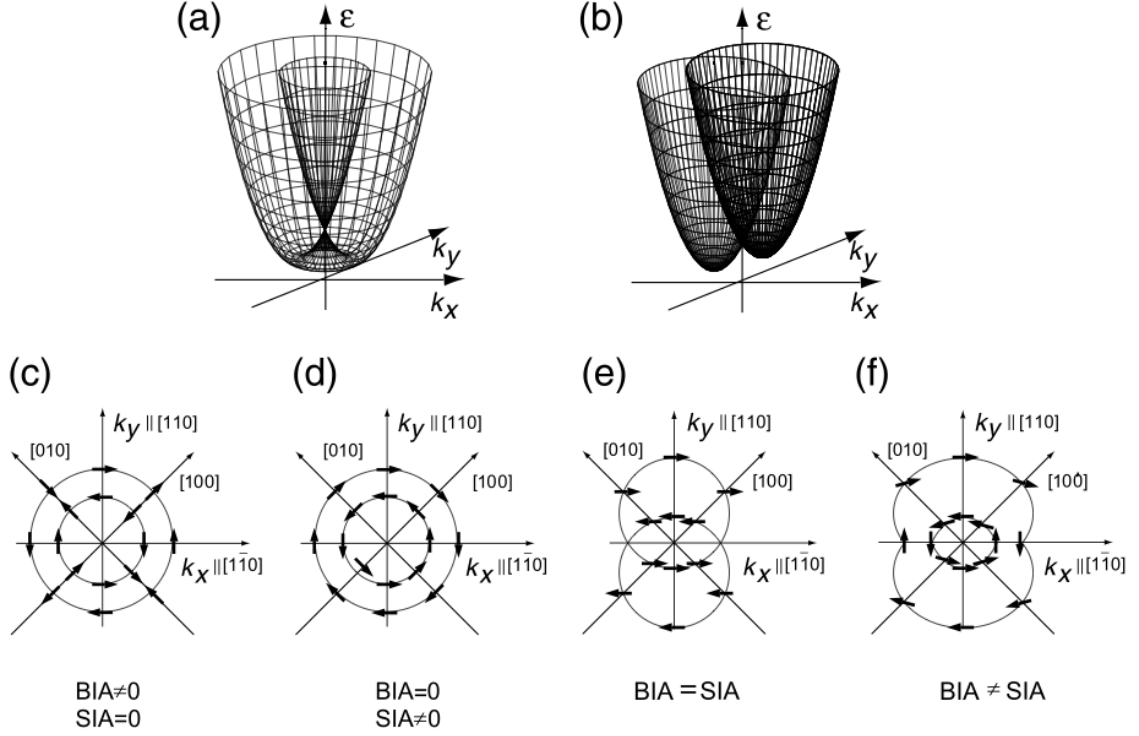 (a)
ε
k_y
k_x
(b)
ε
k_y
k_x
(c)
k_y || [110]
[010]
[100]
k_x || [11̄0]
BIA≠0
SIA=0
(d)
k_y || [110]
[010]
[100]
k_x || [11̄0]
BIA=0
SIA≠0
(e)
k_y || [110]
[010]
[100]
k_x || [11̄0]
BIA = SIA
(f)
k_y || [110]
[010]
[100]
k_x || [11̄0]
BIA ≠ SIA